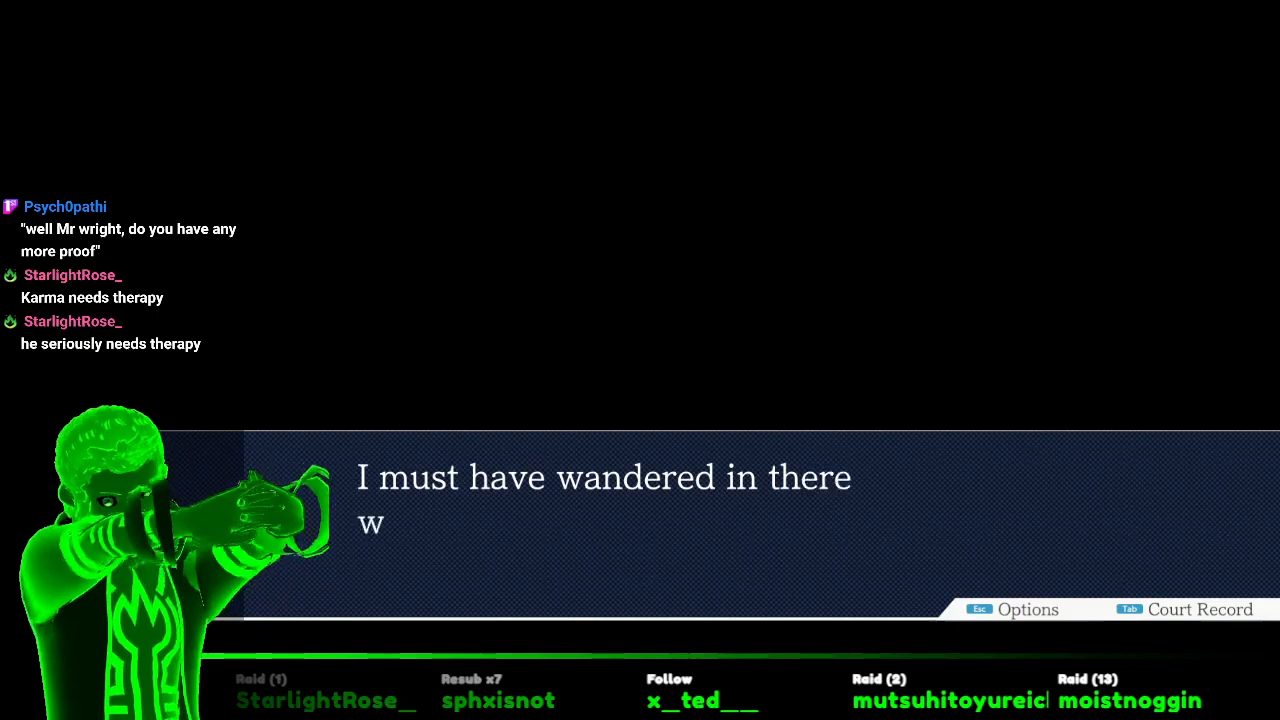 Psych0pathi
"well Mr wright, do you have any
more proof"
StarlightRose_
Karma needs therapy
StarlightRose_
he seriously needs therapy
I must have wandered in there
w
Esc Options
Tab Court Record
Raid (1)
StarlightRose_
Resub x7
sphxisnot
Follow
x__ted__
Raid (2)
mutsuhitoyureic
Raid (13)
moistnoggin